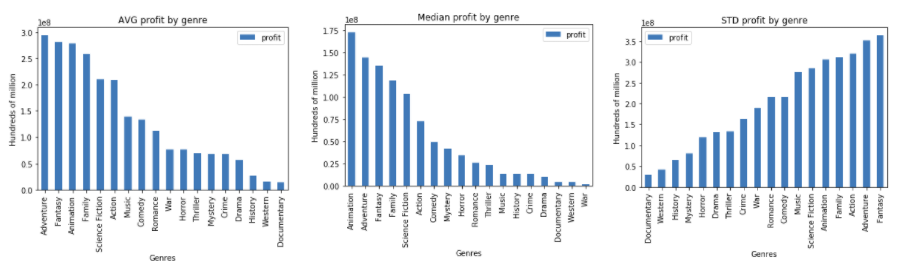 AVG profit by genre
1e8
profit
3.0
2.5
2.0
1.5
1.0
0.5
0.0
Hundreds of million
Adventure
Fantasy
Animation
Family
Science Fiction
Action
Music
Comedy
Romance
War
Horror
Thriller
Mystery
Crime
Drama
History
Western
Documentary
Genres
Median profit by genre
1e8
profit
1.75
1.50
1.25
1.00
0.75
0.50
0.25
0.00
Hundreds of million
Animation
Adventure
Fantasy
Family
Science Fiction
Action
Comedy
Mystery
Horror
Romance
Thriller
Music
History
Crime
Drama
Documentary
Western
War
Genres
STD profit by genre
1e8
profit
3.5
3.0
2.5
2.0
1.5
1.0
0.5
0.0
Hundreds of million
Documentary
Western
History
Mystery
Horror
Drama
Thriller
Crime
War
Romance
Comedy
Music
Science Fiction
Animation
Family
Action
Adventure
Fantasy
Genres